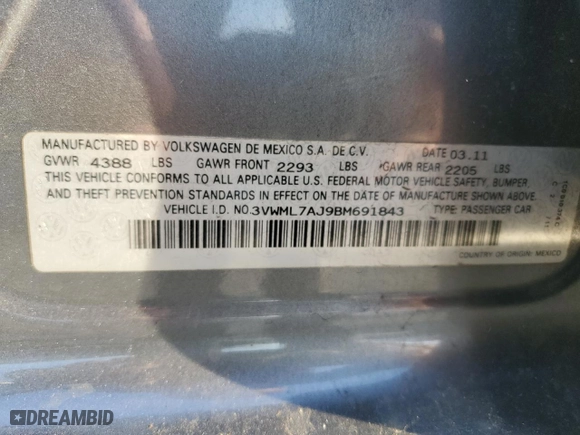 MANUFACTURED BY VOLKSWAGEN DE MEXICO S.A. DE C.V. DATE 03.11
GVWR 4388 LBS GAWR FRONT 2293 LBS GAWR REAR 2205 LBS
THIS VEHICLE CONFORMS TO ALL APPLICABLE U.S. FEDERAL MOTOR VEHICLE SAFETY, BUMPER,
AND THEFT PREVENTION STANDARDS IN EFFECT ON THE DATE OF MANUFACTURE SHOWN ABOVE.
VEHICLE I.D. NO.3VWML7AJ9BM691843 TYPE: PASSENGER CAR
COUNTRY OF ORIGIN: MEXICO
DREAMBID